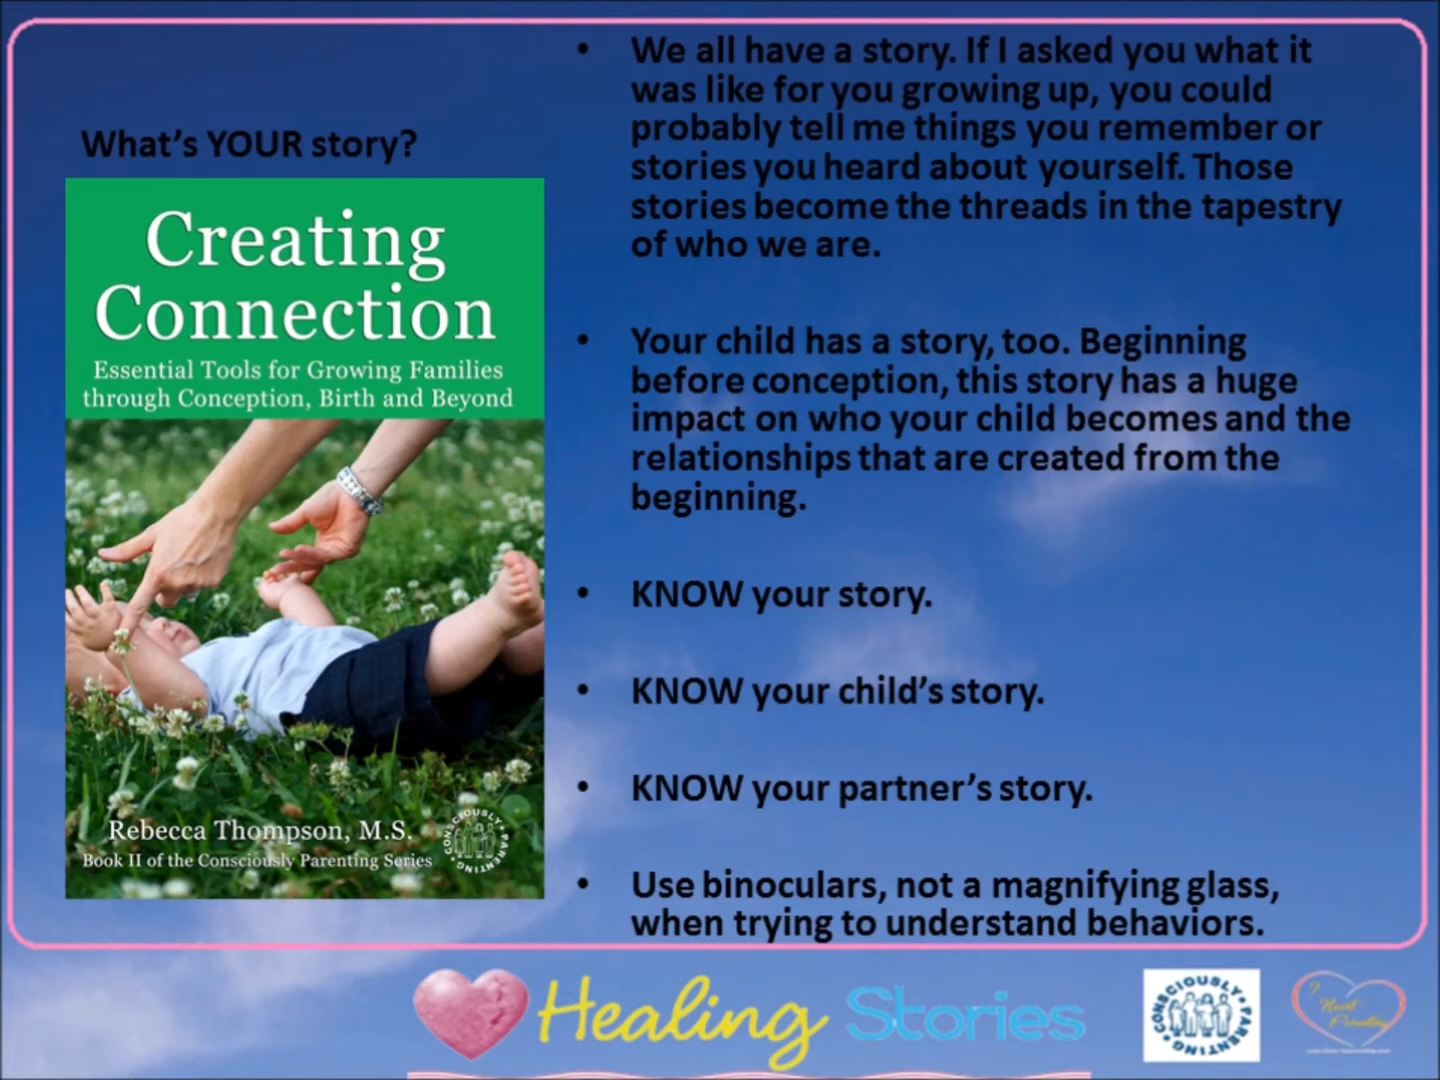 What's YOUR story?
Creating
Connection
Essential Tools for Growing Families
through Conception, Birth and Beyond
Rebecca Thompson, M.S.
Book II of the Consciously Parenting Series
CONSCIOUSLY PARENTING
• We all have a story. If I asked you what it
was like for you growing up, you could
probably tell me things you remember or
stories you heard about yourself. Those
stories become the threads in the tapestry
of who we are.
• Your child has a story, too. Beginning
before conception, this story has a huge
impact on who your child becomes and the
relationships that are created from the
beginning.
• KNOW your story.
• KNOW your child's story.
• KNOW your partner's story.
• Use binoculars, not a magnifying glass,
when trying to understand behaviors.
Healing Stories
CONSCIOUSLY PARENTING
Heart
Parenting